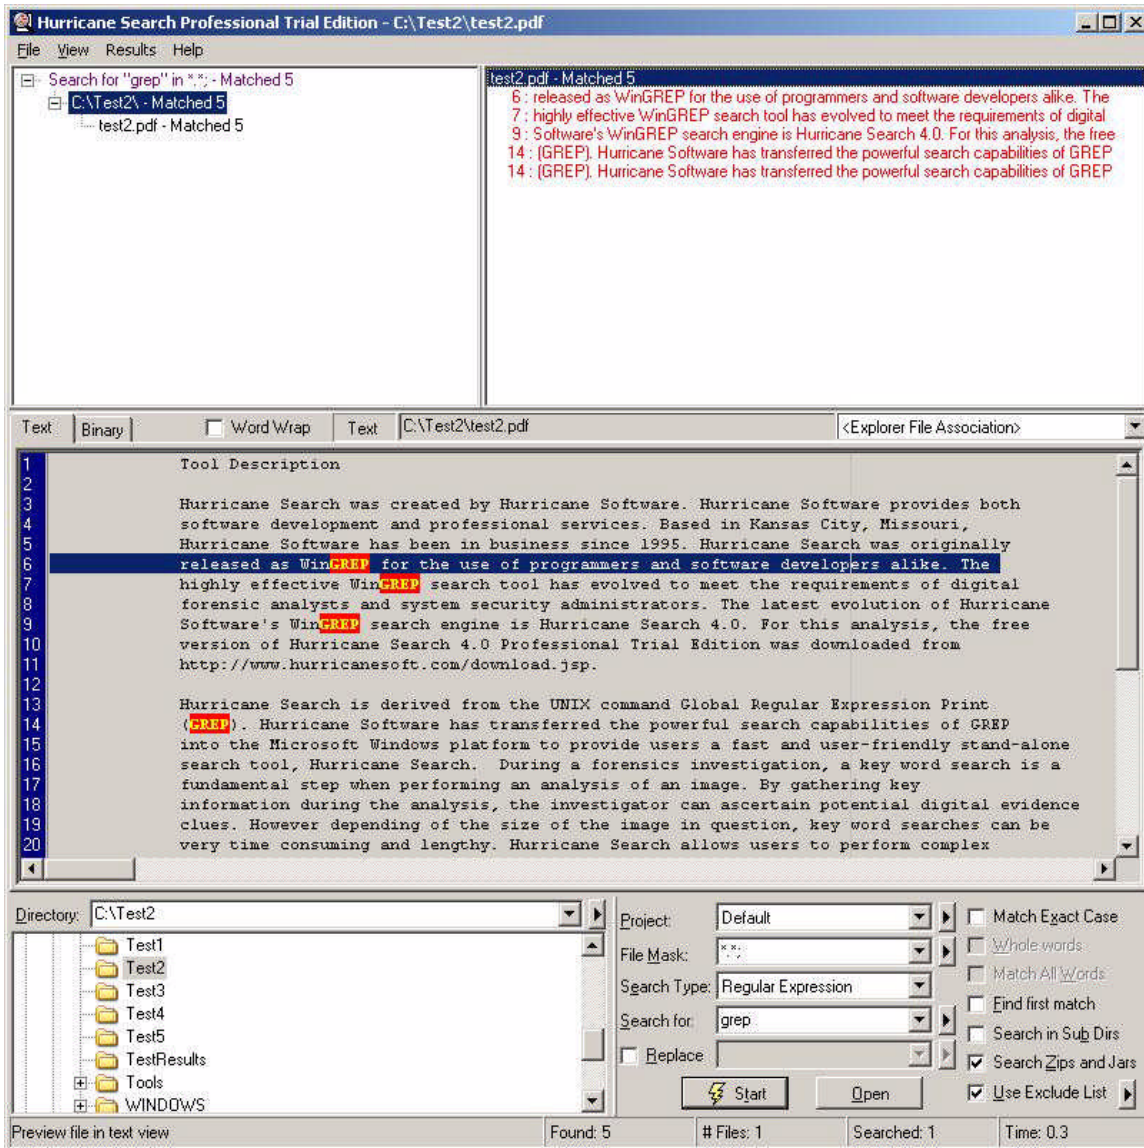 Hurricane Search Professional Trial Edition - C:\Test2\test2.pdf
File View Results Help
Search for "grep" in *.*; - Matched 5
C:\Test2\ - Matched 5
test2.pdf - Matched 5
test2.pdf - Matched 5
6 : released as WinGREP for the use of programmers and software developers alike. The
7 : highly effective WinGREP search tool has evolved to meet the requirements of digital
9 : Software's WinGREP search engine is Hurricane Search 4.0. For this analysis, the free
14 : (GREP). Hurricane Software has transferred the powerful search capabilities of GREP
14 : (GREP). Hurricane Software has transferred the powerful search capabilities of GREP
Text Binary Word Wrap Text C:\Test2\test2.pdf <Explorer File Association>
1 Tool Description
2
3 Hurricane Search was created by Hurricane Software. Hurricane Software provides both
4 software development and professional services. Based in Kansas City, Missouri,
5 Hurricane Software has been in business since 1995. Hurricane Search was originally
6 released as WinGREP for the use of programmers and software developers alike. The
7 highly effective WinGREP search tool has evolved to meet the requirements of digital
8 forensic analysts and system security administrators. The latest evolution of Hurricane
9 Software's WinGREP search engine is Hurricane Search 4.0. For this analysis, the free
10 version of Hurricane Search 4.0 Professional Trial Edition was downloaded from
11 http://www.hurricanesoft.com/download.jsp.
12
13 Hurricane Search is derived from the UNIX command Global Regular Expression Print
14 (GREP). Hurricane Software has transferred the powerful search capabilities of GREP
15 into the Microsoft Windows platform to provide users a fast and user-friendly stand-alone
16 search tool, Hurricane Search. During a forensics investigation, a key word search is a
17 fundamental step when performing an analysis of an image. By gathering key
18 information during the analysis, the investigator can ascertain potential digital evidence
19 clues. However depending of the size of the image in question, key word searches can be
20 very time consuming and lengthy. Hurricane Search allows users to perform complex
Directory: C:\Test2
Test1
Test2
Test3
Test4
Test5
TestResults
Tools
WINDOWS
Project: Default
File Mask: *.*;
Search Type: Regular Expression
Search for: grep
Replace
Start Open
Match Exact Case
Whole words
Match All Words
Find first match
Search in Sub Dirs
Search Zips and Jars
Use Exclude List
Preview file in text view Found: 5 # Files: 1 Searched: 1 Time: 0.3